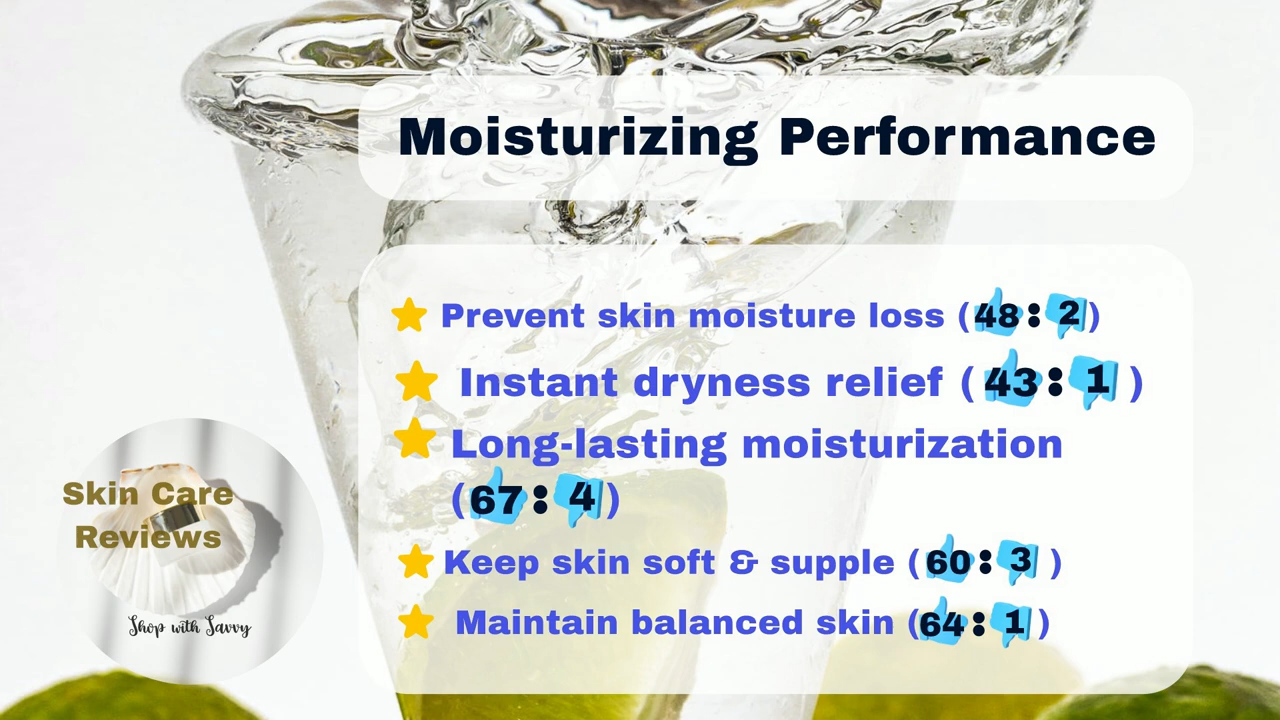 Moisturizing Performance
Prevent skin moisture loss (48:2)
Instant dryness relief (43:1)
Long-lasting moisturization
(67:4)
Keep skin soft & supple (60:3)
Maintain balanced skin (64:1)
Skin Care
Reviews
Shop with Savvy